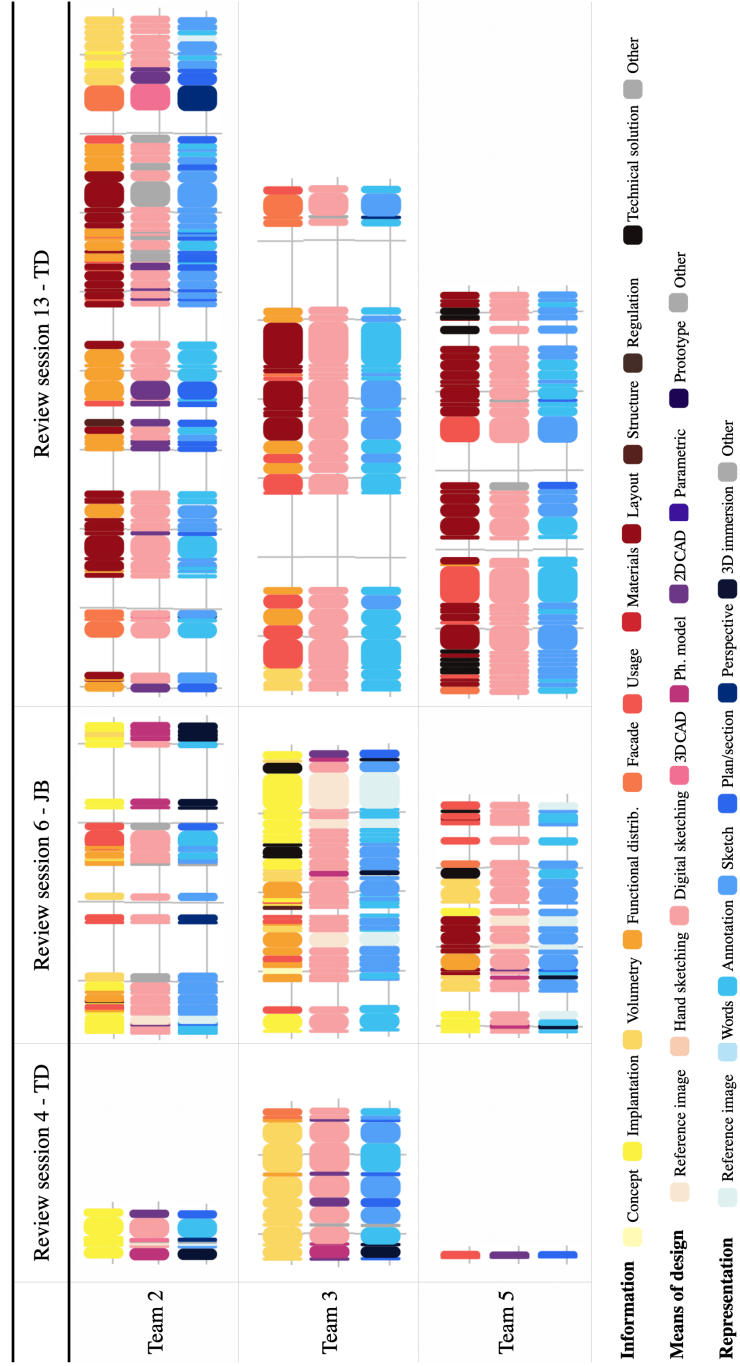 Review session 4 - TD
Review session 6 - JB
Review session 13 - TD
Team 2
Team 3
Team 5
Information Concept Implantation Volumetry Functional distrib. Facade Usage Materials Layout Structure Regulation Technical solution Other
Means of design Reference image Hand sketching Digital sketching 3D CAD Ph. model 2D CAD Parametric Prototype Other
Representation Reference image Words Annotation Sketch Plan/section Perspective 3D immersion Other